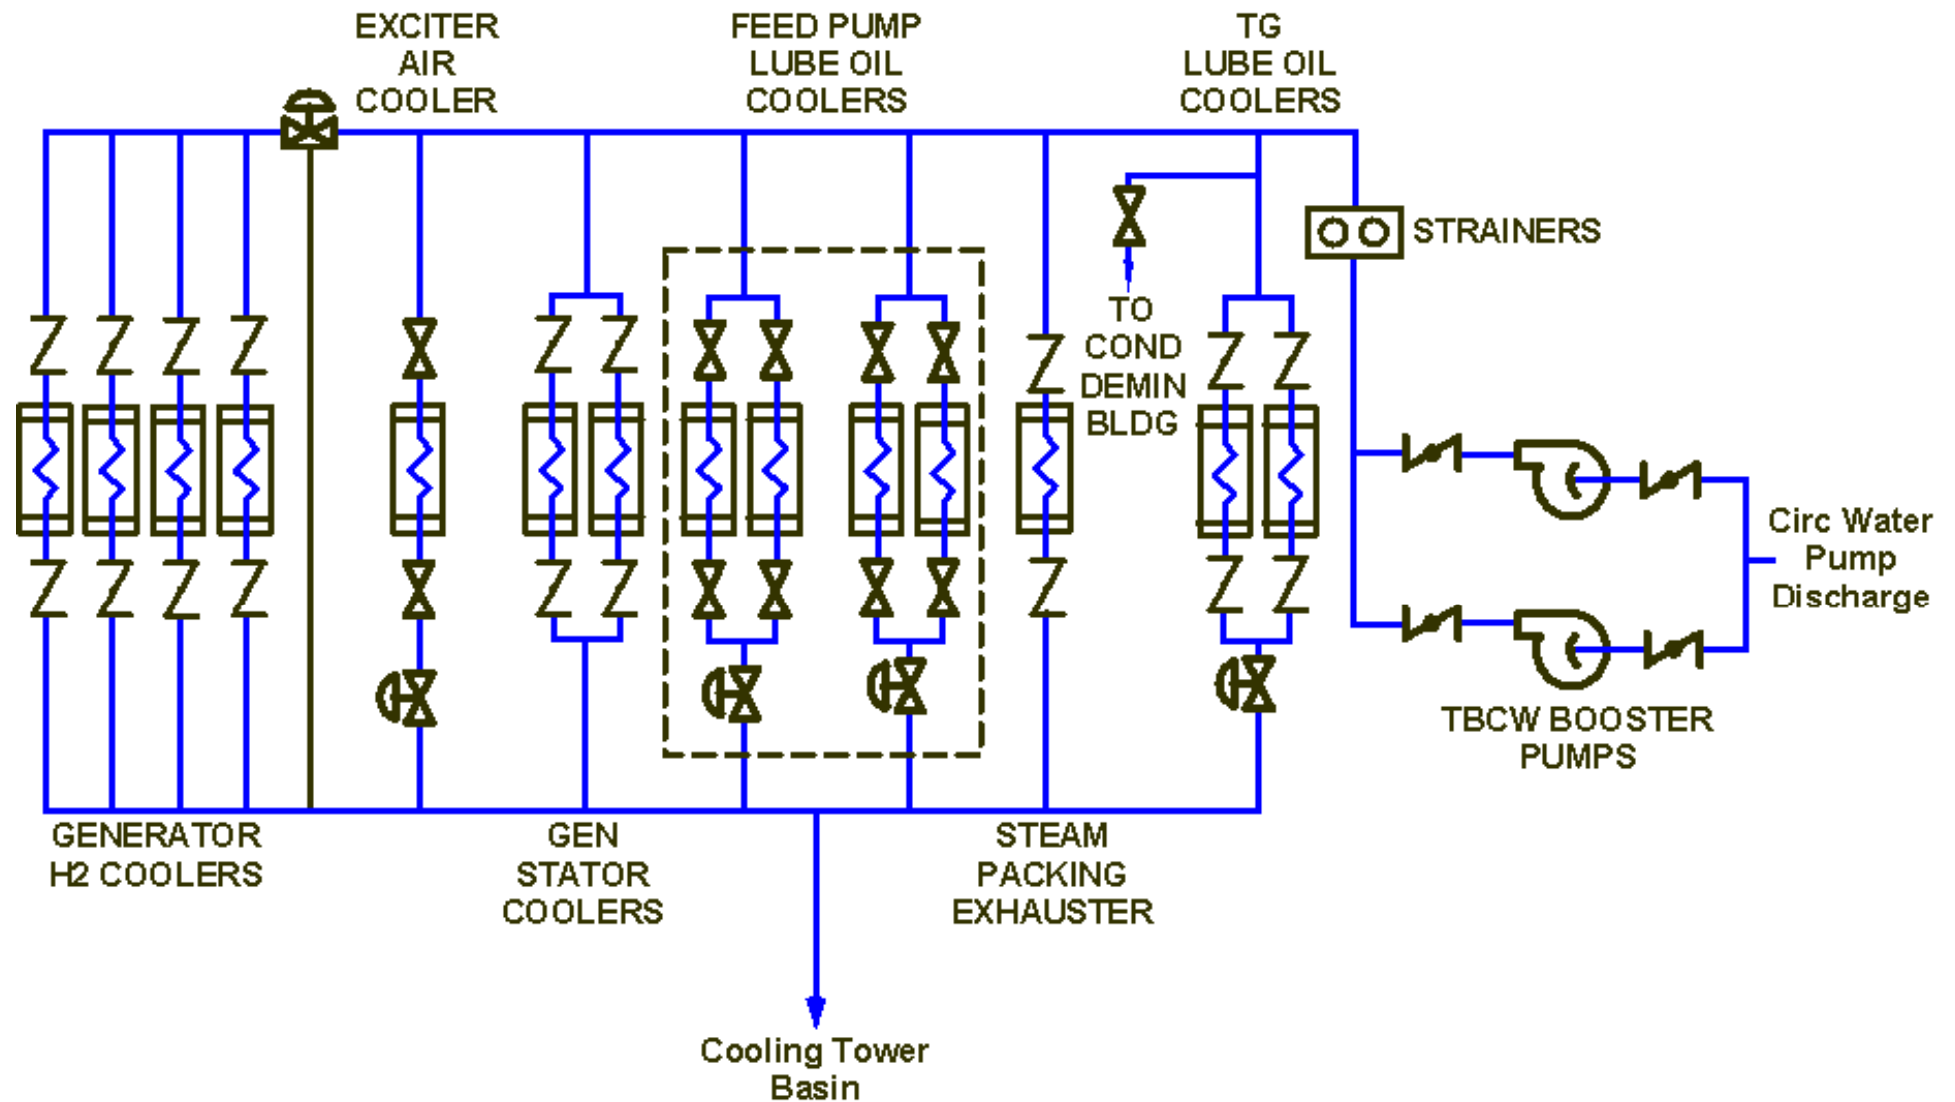 EXCITER
AIR
COOLER
FEED PUMP
LUBE OIL
COOLERS
TG
LUBE OIL
COOLERS
STRAINERS
TO
COND
DEMIN
BLDG
Circ Water
Pump
Discharge
TBCW BOOSTER
PUMPS
GENERATOR
H2 COOLERS
GEN
STATOR
COOLERS
STEAM
PACKING
EXHAUSTER
Cooling Tower
Basin